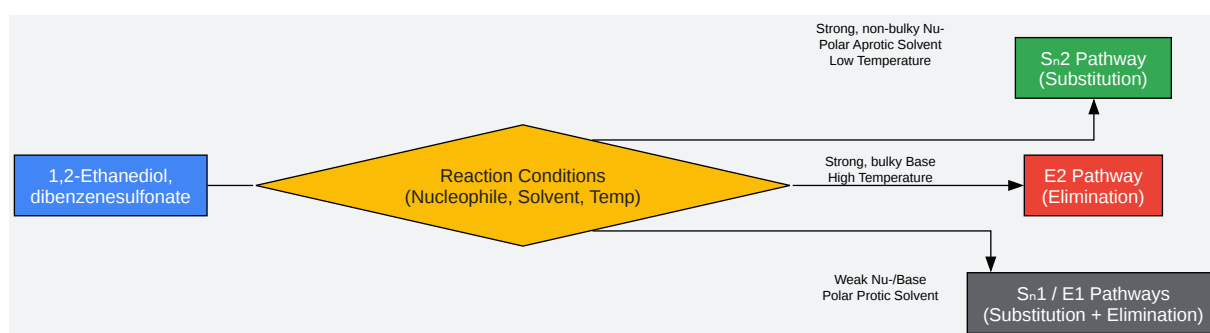 Strong, non-bulky Nu-
Polar Aprotic Solvent
Low Temperature
Sₙ2 Pathway
(Substitution)
1,2-Ethanediol,
dibenzenesulfonate
Reaction Conditions
(Nucleophile, Solvent, Temp)
Strong, bulky Base
High Temperature
E2 Pathway
(Elimination)
Weak Nu-/Base
Polar Protic Solvent
Sₙ1 / E1 Pathways
(Substitution + Elimination)